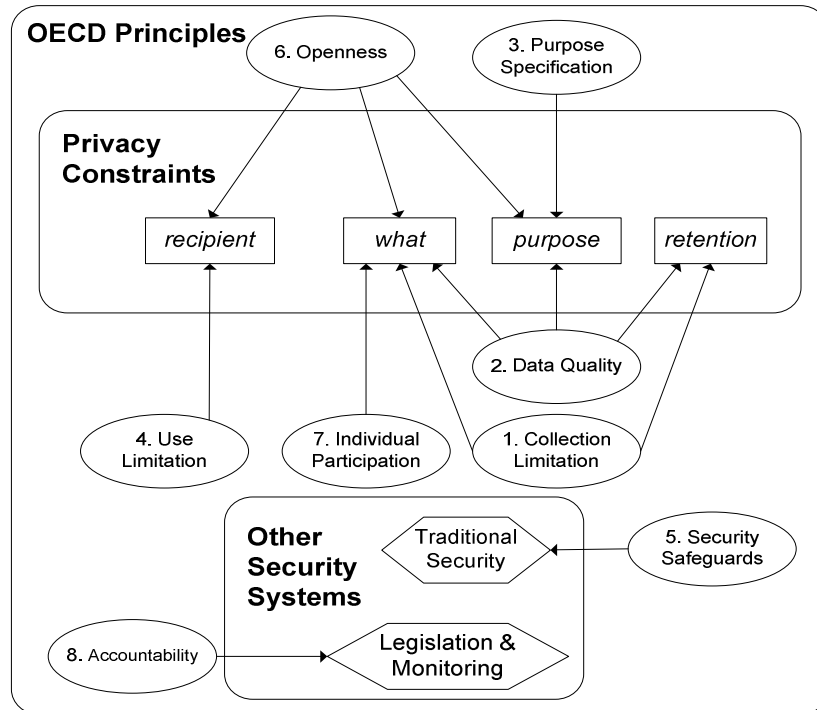 OECD Principles
6. Openness
3. Purpose
Specification
Privacy
Constraints
recipient
what
purpose
retention
2. Data Quality
4. Use
Limitation
7. Individual
Participation
1. Collection
Limitation
Other
Security
Systems
Traditional
Security
5. Security
Safeguards
8. Accountability
Legislation &
Monitoring